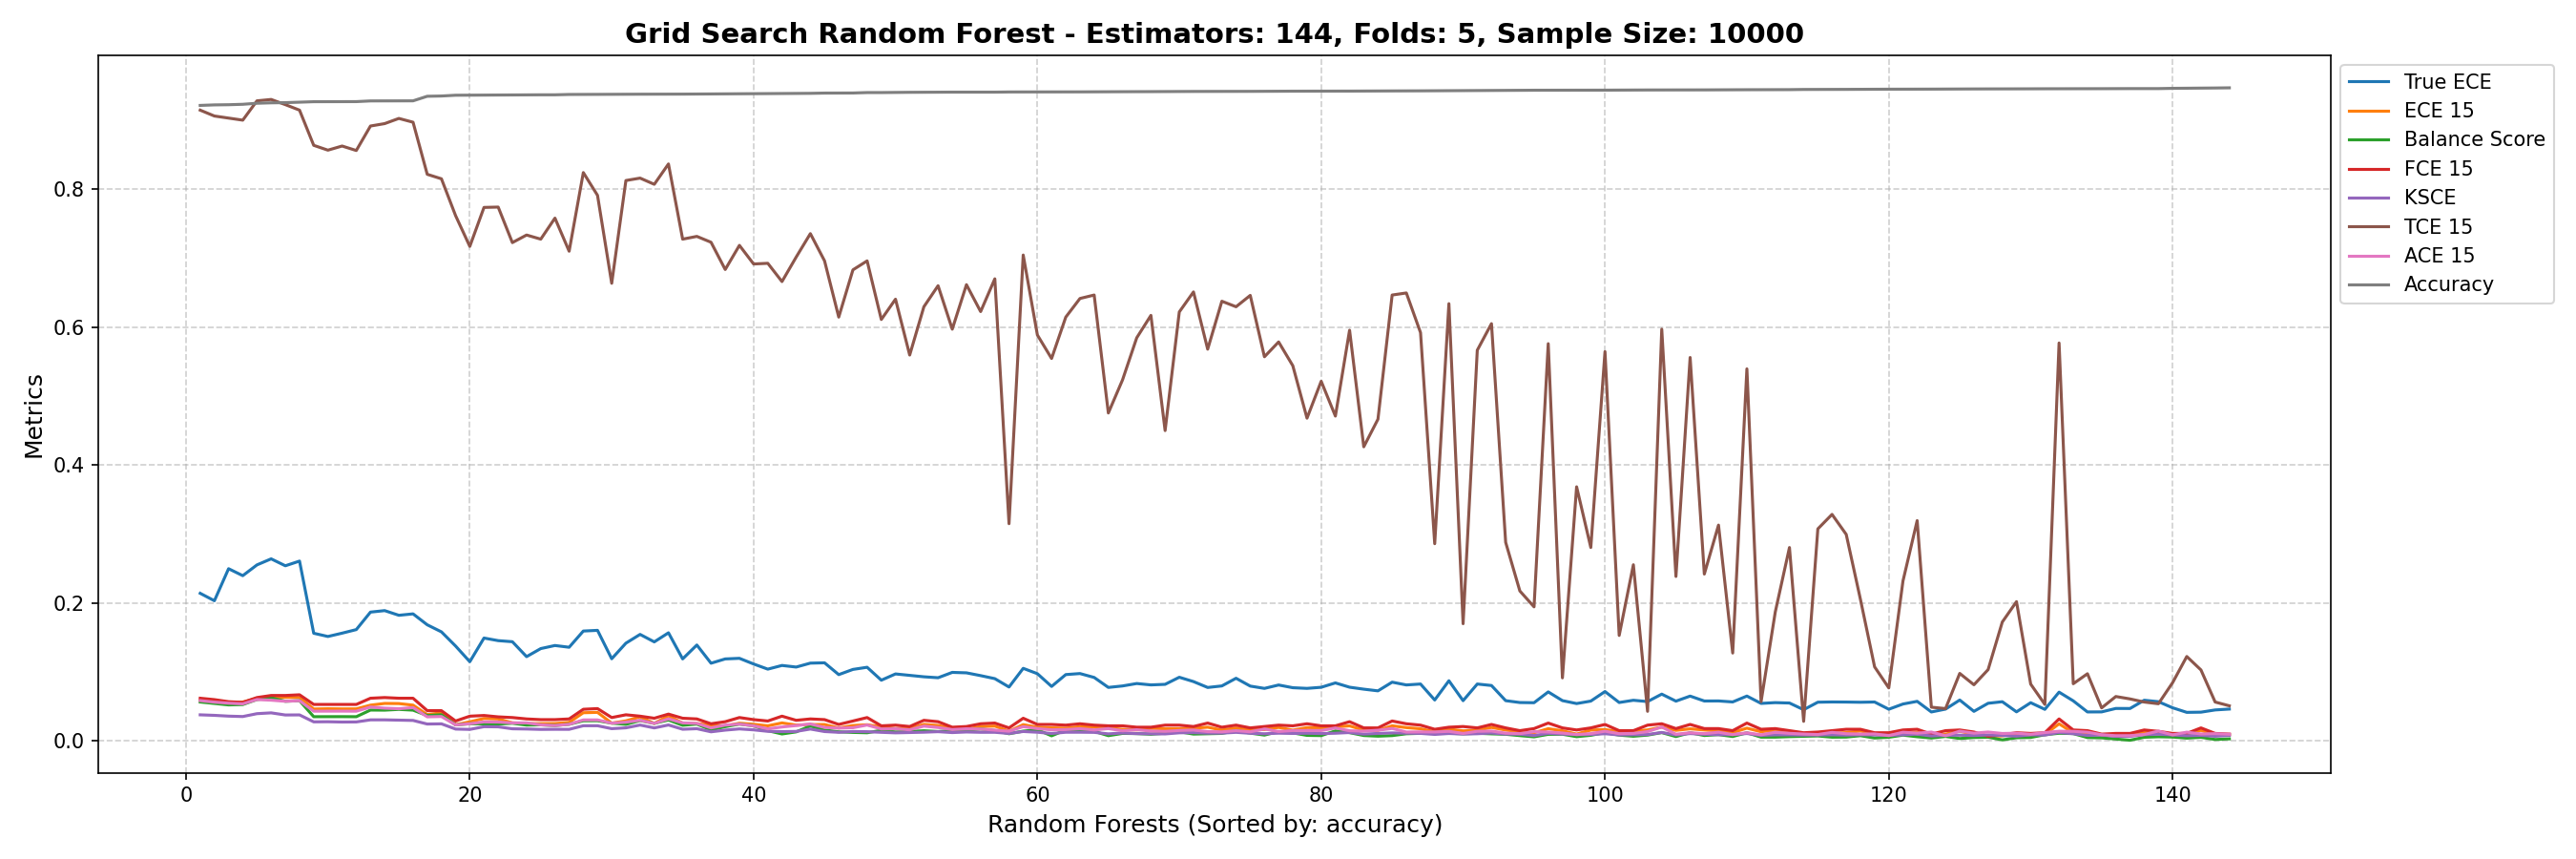 Grid Search Random Forest - Estimators: 144, Folds: 5, Sample Size: 10000
Metrics
0.8
0.6
0.4
0.2
0.0
0 20 40 60 80 100 120 140
Random Forests (Sorted by: accuracy)
True ECE
ECE 15
Balance Score
FCE 15
KSCE
TCE 15
ACE 15
Accuracy